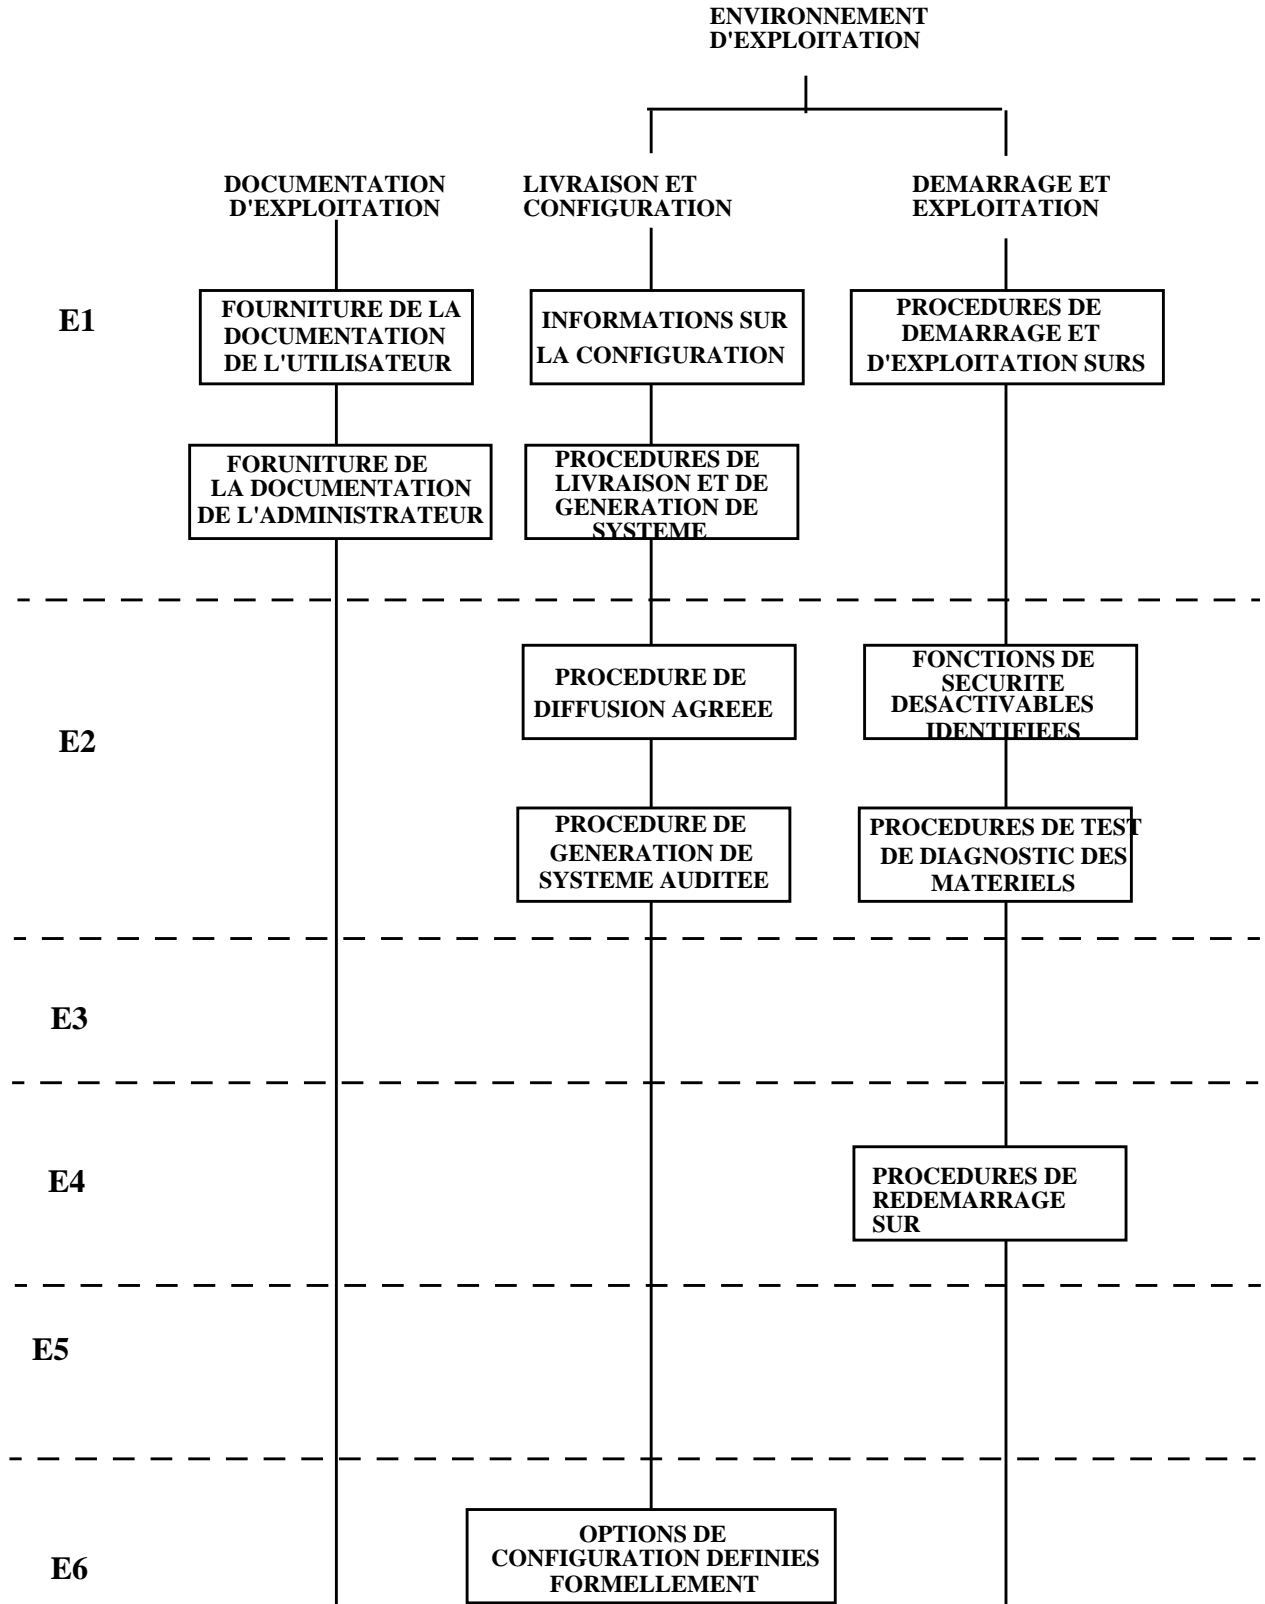 ENVIRONNEMENT
D'EXPLOITATION
DOCUMENTATION
D'EXPLOITATION
LIVRAISON ET
CONFIGURATION
DEMARRAGE ET
EXPLOITATION
E1
FOURNITURE DE LA
DOCUMENTATION
DE L'UTILISATEUR
INFORMATIONS SUR
LA CONFIGURATION
PROCEDURES DE
DEMARRAGE ET
D'EXPLOITATION SURS
FORUNITURE DE
LA DOCUMENTATION
DE L'ADMINISTRATEUR
PROCEDURES DE
LIVRAISON ET DE
GENERATION DE
SYSTEME
E2
PROCEDURE DE
DIFFUSION AGREEE
FONCTIONS DE
SECURITE
DESACTIVABLES
IDENTIFIEES
PROCEDURE DE
GENERATION DE
SYSTEME AUDITEE
PROCEDURES DE TEST
DE DIAGNOSTIC DES
MATERIELS
E3
E4
PROCEDURES DE
REDEMARRAGE
SUR
E5
E6
OPTIONS DE
CONFIGURATION DEFINIES
FORMELLEMENT